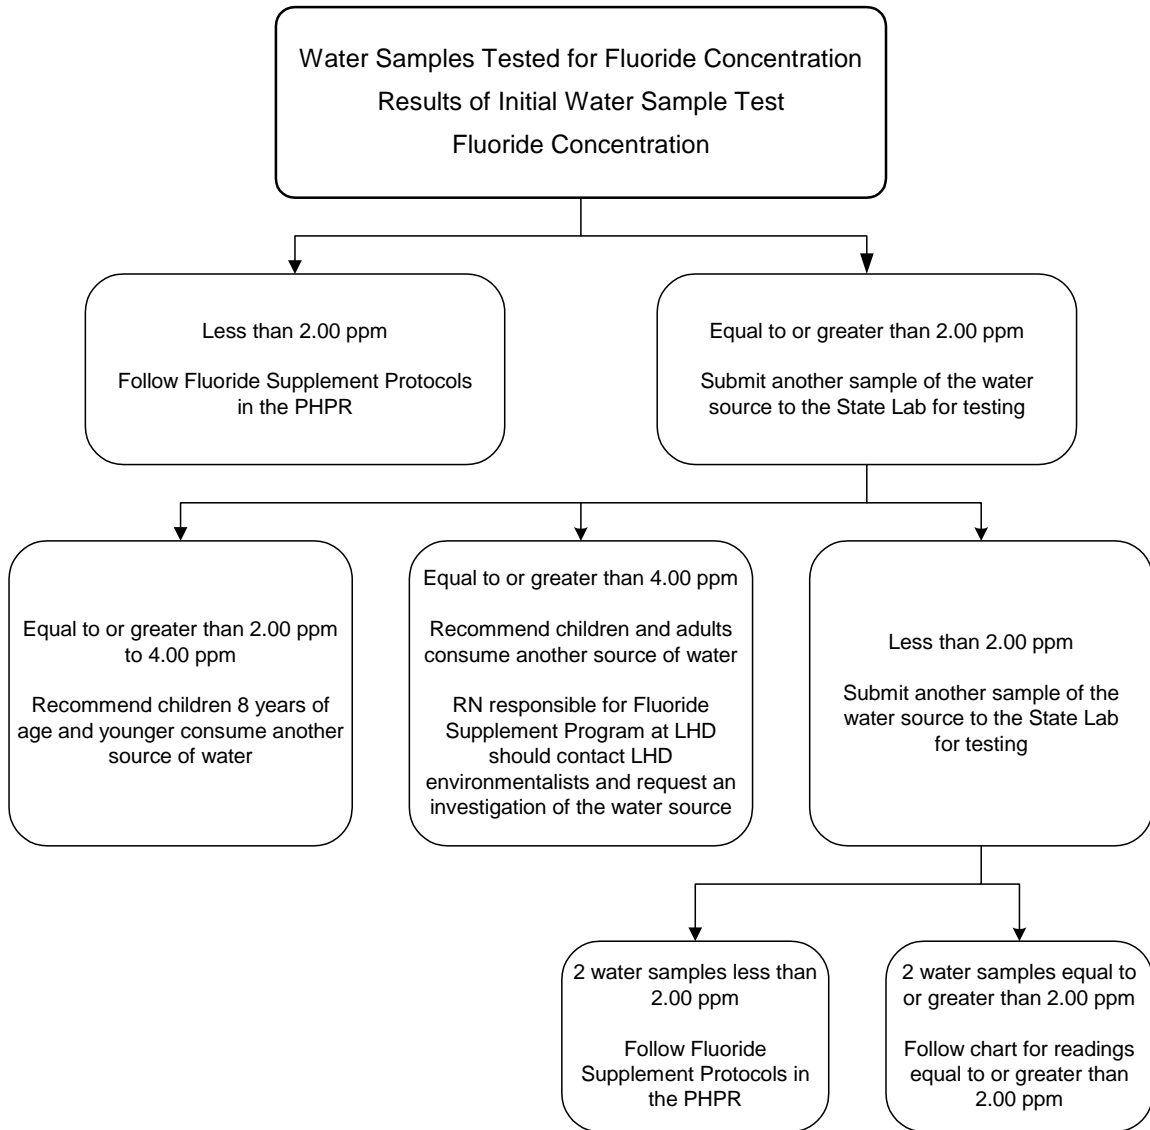 Water Samples Tested for Fluoride Concentration
Results of Initial Water Sample Test
Fluoride Concentration
Less than 2.00 ppm
Follow Fluoride Supplement Protocols
in the PHPR
Equal to or greater than 2.00 ppm
Submit another sample of the water
source to the State Lab for testing
Equal to or greater than 2.00 ppm
to 4.00 ppm
Recommend children 8 years of
age and younger consume another
source of water
Equal to or greater than 4.00 ppm
Recommend children and adults
consume another source of water
RN responsible for Fluoride
Supplement Program at LHD
should contact LHD
environmentalists and request an
investigation of the water source
Less than 2.00 ppm
Submit another sample of the
water source to the State Lab
for testing
2 water samples less than
2.00 ppm
Follow Fluoride
Supplement Protocols in
the PHPR
2 water samples equal to
or greater than 2.00 ppm
Follow chart for readings
equal to or greater than
2.00 ppm